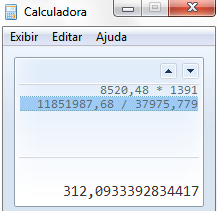 Calculadora
Exibir Editar Ajuda
8520,48 * 1391
11851987,68 / 37975,779
312,0933392834417